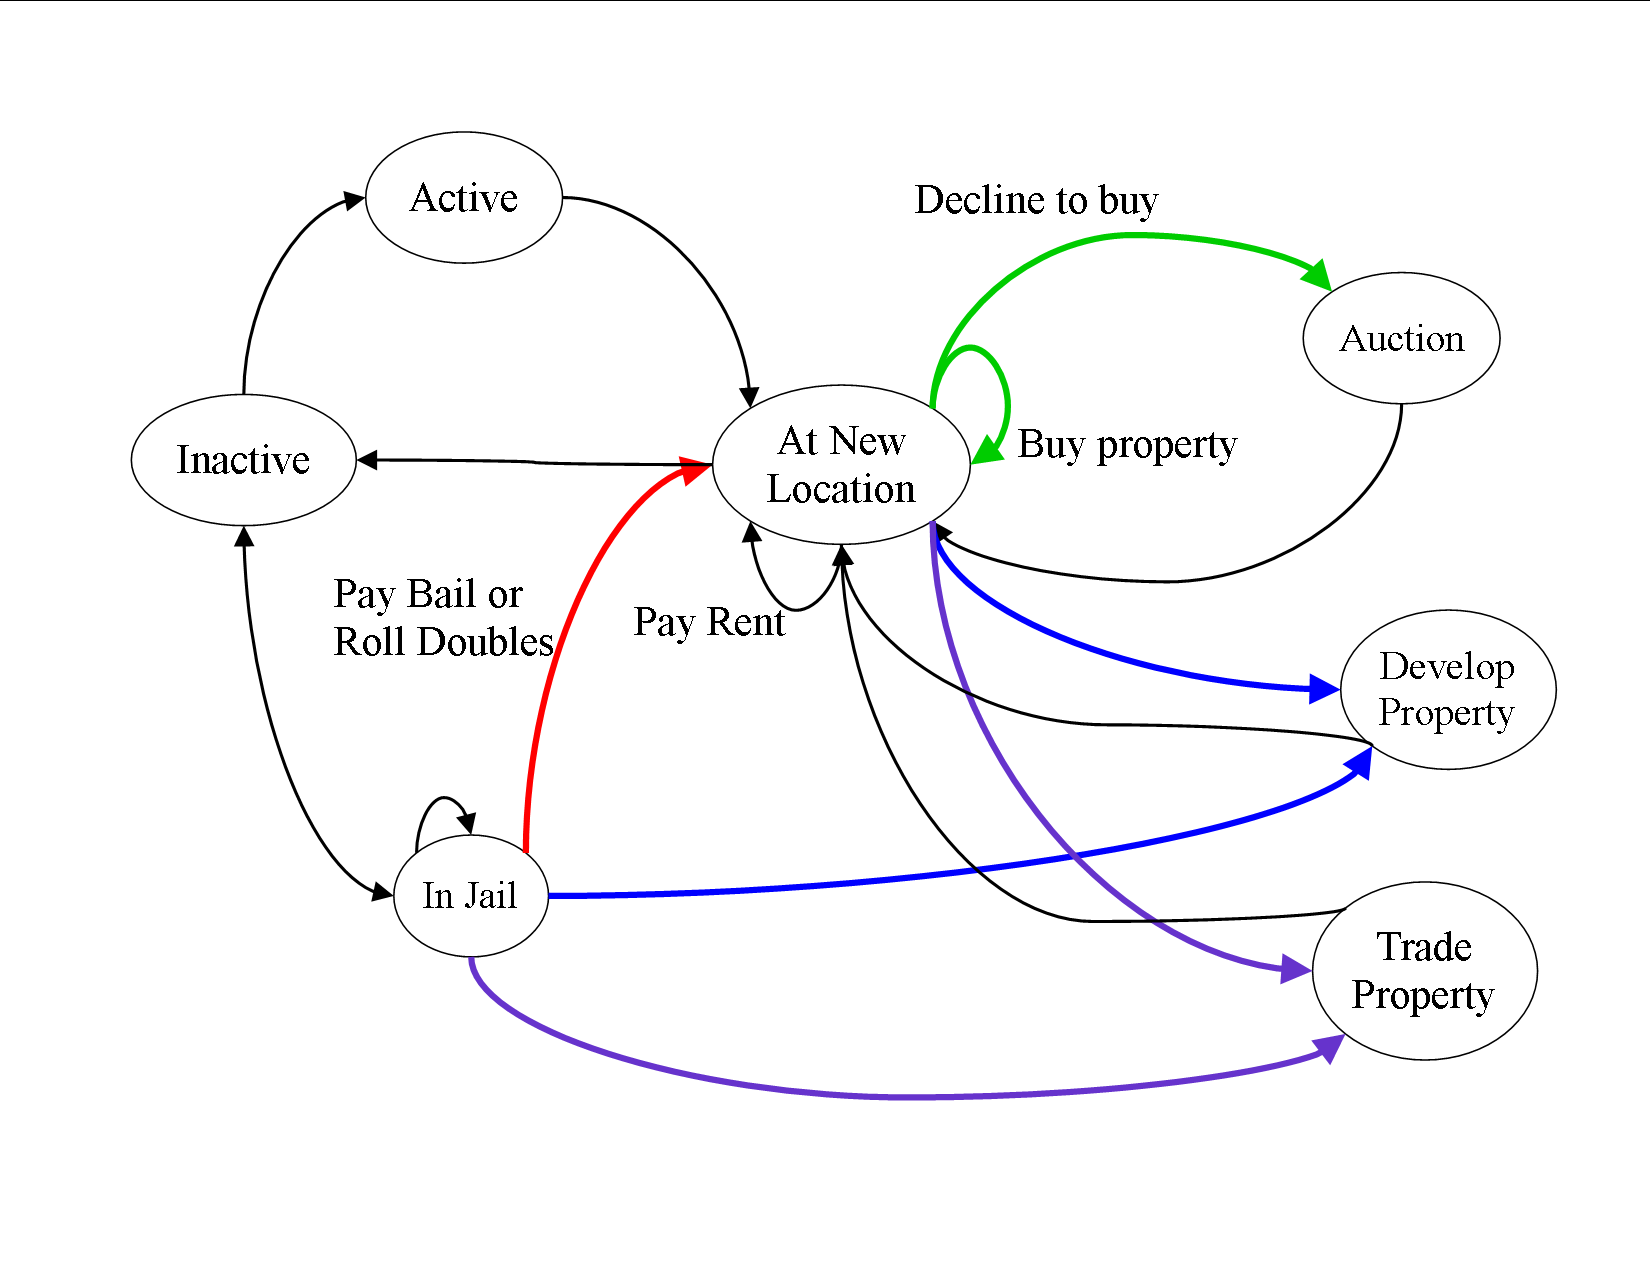 Active
Decline to buy
Auction
Inactive
At New
Location
Buy property
Pay Bail or
Roll Doubles
Pay Rent
Develop
Property
In Jail
Trade
Property